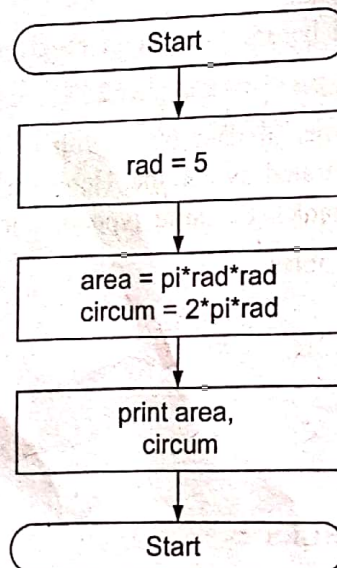 Start
rad = 5
area = pi*rad*rad
circum = 2*pi*rad
print area,
circum
Start